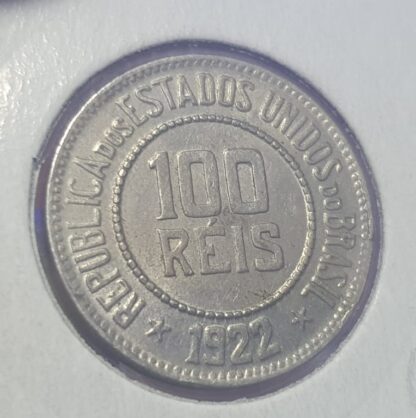 REPUBLICA DOS ESTADOS UNIDOS DO BRASIL
100
RÉIS
1922